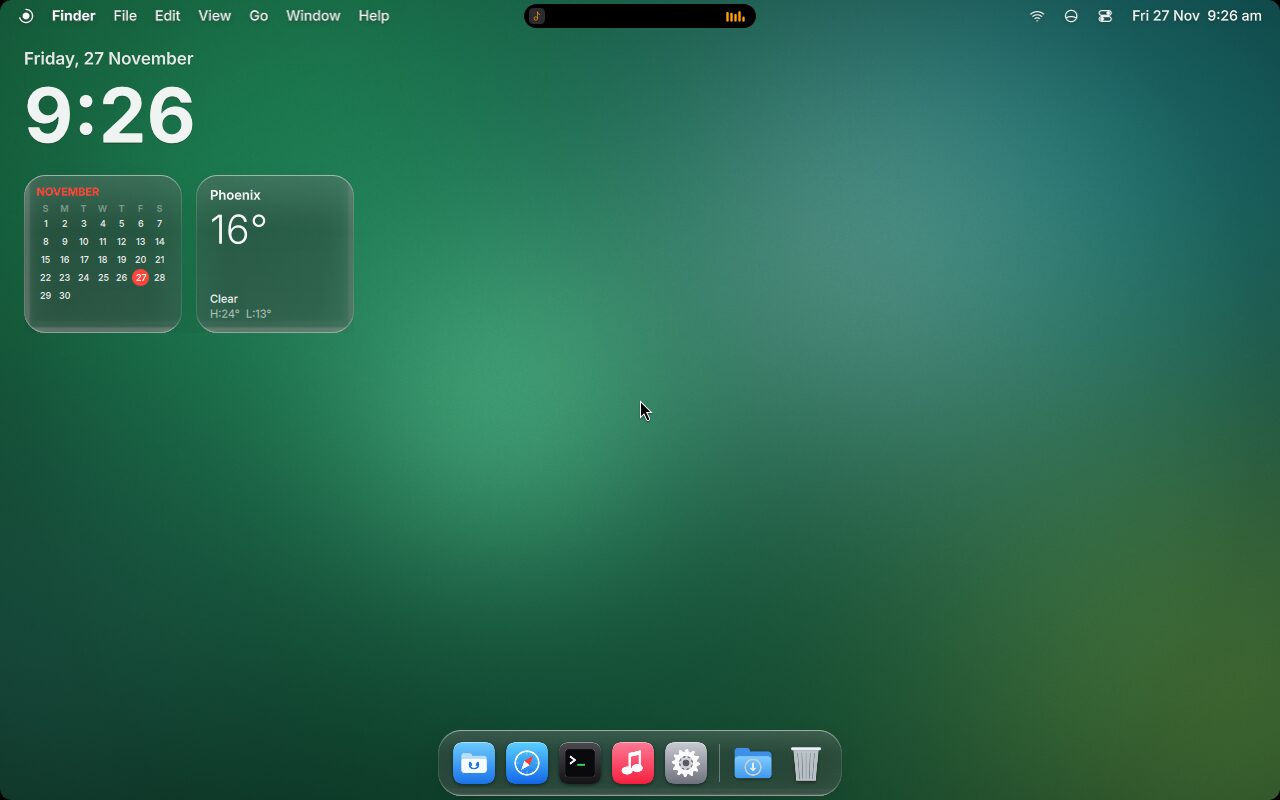 Finder File Edit View Go Window Help
Fri 27 Nov 9:26 am
Friday, 27 November
9:26
NOVEMBER
S M T W T F S
1 2 3 4 5 6 7
8 9 10 11 12 13 14
15 16 17 18 19 20 21
22 23 24 25 26 27 28
29 30
Phoenix
16°
Clear
H:24° L:13°